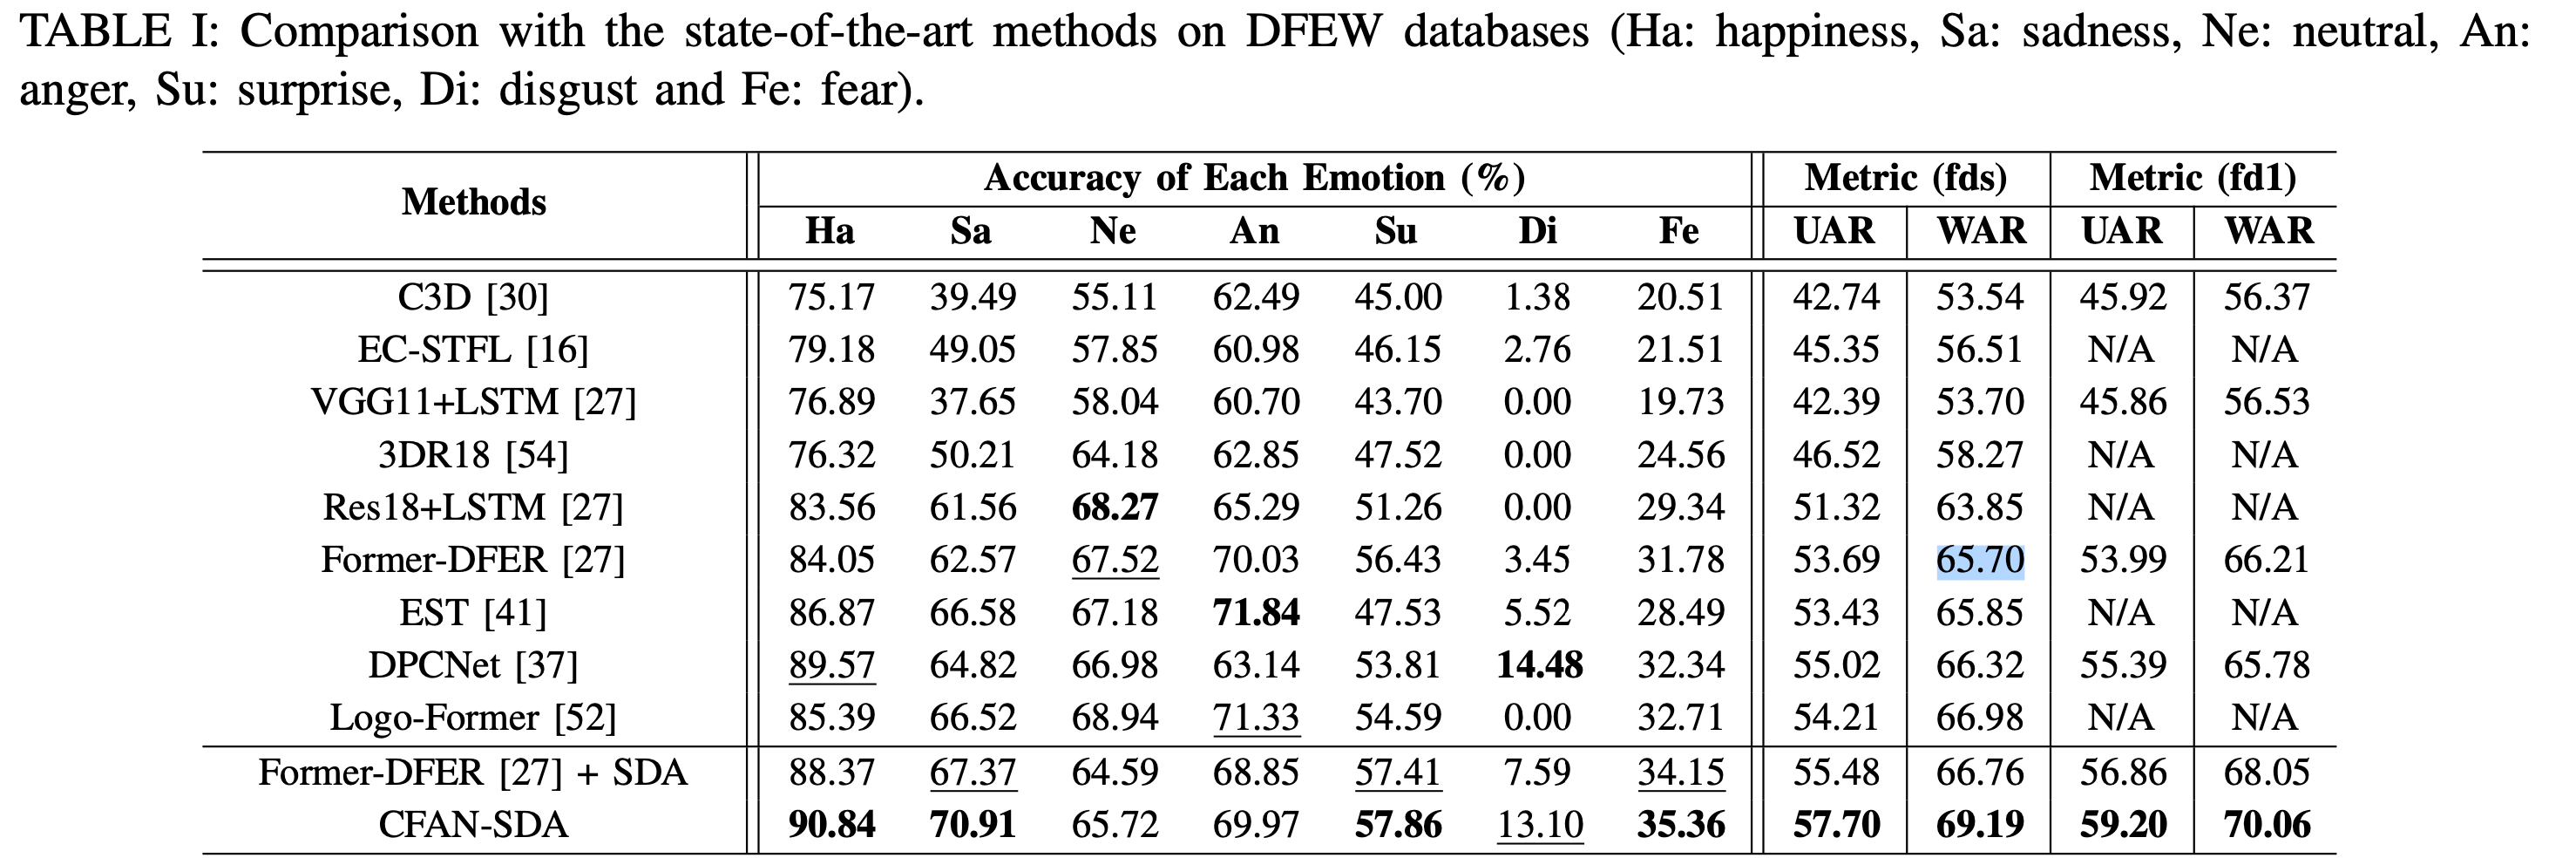 TABLE I: Comparison with the state-of-the-art methods on DFEW databases (Ha: happiness, Sa: sadness, Ne: neutral, An:
anger, Su: surprise, Di: disgust and Fe: fear).
Methods Accuracy of Each Emotion (%) Metric (fds) Metric (fd1)
Ha Sa Ne An Su Di Fe UAR WAR UAR WAR
C3D [30] 75.17 39.49 55.11 62.49 45.00 1.38 20.51 42.74 53.54 45.92 56.37
EC-STFL [16] 79.18 49.05 57.85 60.98 46.15 2.76 21.51 45.35 56.51 N/A N/A
VGG11+LSTM [27] 76.89 37.65 58.04 60.70 43.70 0.00 19.73 42.39 53.70 45.86 56.53
3DR18 [54] 76.32 50.21 64.18 62.85 47.52 0.00 24.56 46.52 58.27 N/A N/A
Res18+LSTM [27] 83.56 61.56 68.27 65.29 51.26 0.00 29.34 51.32 63.85 N/A N/A
Former-DFER [27] 84.05 62.57 67.52 70.03 56.43 3.45 31.78 53.69 65.70 53.99 66.21
EST [41] 86.87 66.58 67.18 71.84 47.53 5.52 28.49 53.43 65.85 N/A N/A
DPCNet [37] 89.57 64.82 66.98 63.14 53.81 14.48 32.34 55.02 66.32 55.39 65.78
Logo-Former [52] 85.39 66.52 68.94 71.33 54.59 0.00 32.71 54.21 66.98 N/A N/A
Former-DFER [27] + SDA 88.37 67.37 64.59 68.85 57.41 7.59 34.15 55.48 66.76 56.86 68.05
CFAN-SDA 90.84 70.91 65.72 69.97 57.86 13.10 35.36 57.70 69.19 59.20 70.06